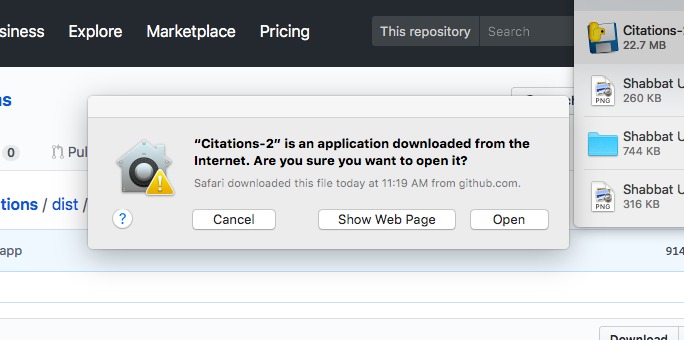 siness Explore Marketplace Pricing This repository Search
Citations-2
22.7 MB
Shabbat U
260 KB
PNG
Shabbat U
744 KB
Shabbat U
316 KB
PNG
ns
0 Pul
tions / dist /
app
914
“Citations-2” is an application downloaded from the
Internet. Are you sure you want to open it?
Safari downloaded this file today at 11:19 AM from github.com.
? Cancel Show Web Page Open
Download